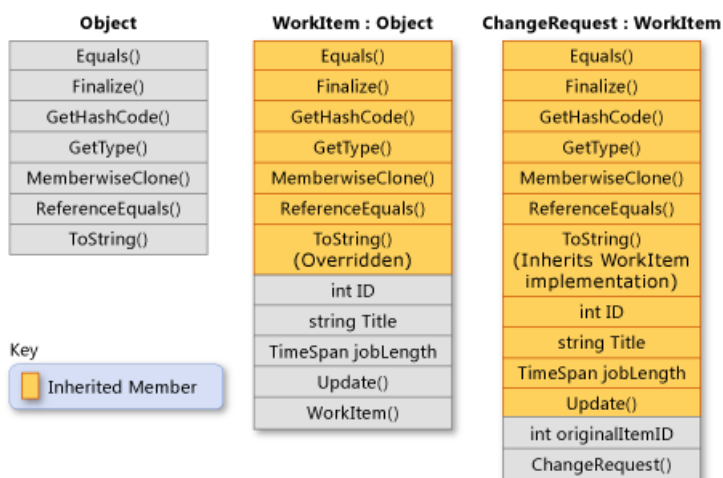 Object
Equals()
Finalize()
GetHashCode()
GetType()
MemberwiseClone()
ReferenceEquals()
ToString()
Key
Inherited Member
WorkItem : Object
Equals()
Finalize()
GetHashCode()
GetType()
MemberwiseClone()
ReferenceEquals()
ToString()
(Overridden)
int ID
string Title
TimeSpan jobLength
Update()
WorkItem()
ChangeRequest : WorkItem
Equals()
Finalize()
GetHashCode()
GetType()
MemberwiseClone()
ReferenceEquals()
ToString()
(Inherits WorkItem
implementation)
int ID
string Title
TimeSpan jobLength
Update()
int originalItemID
ChangeRequest()